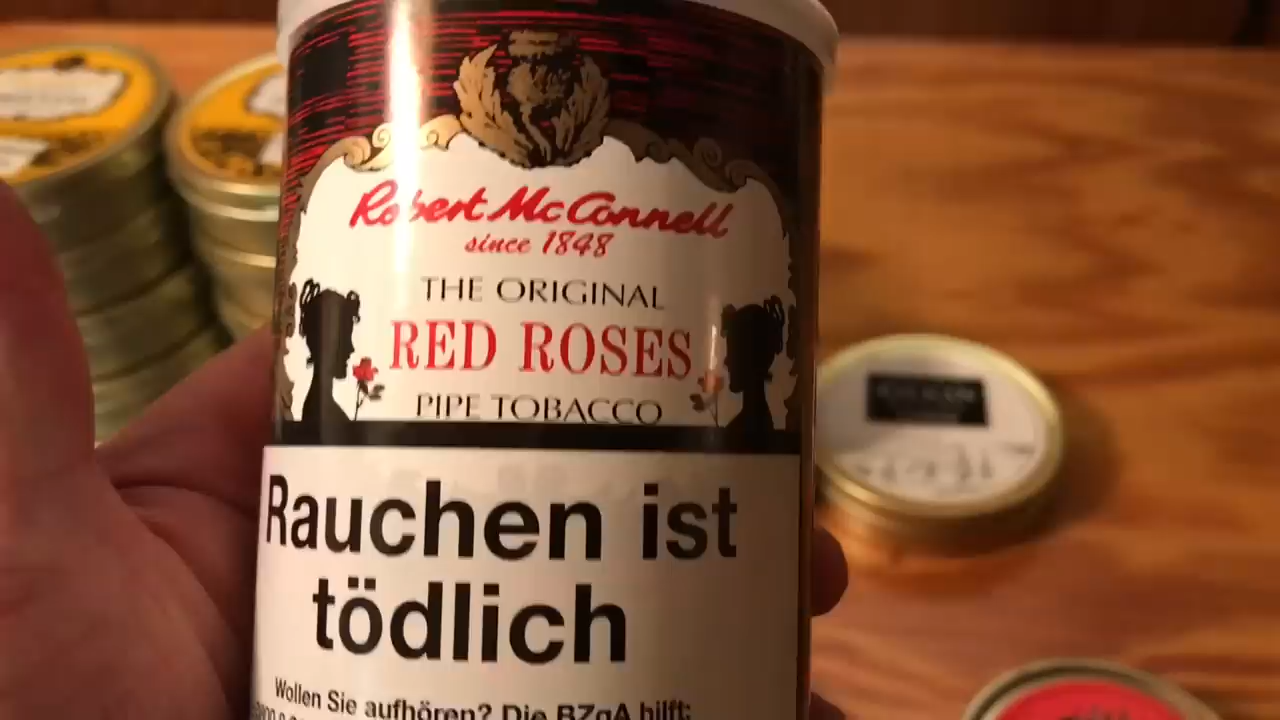 Robert McConnell
since 1848
THE ORIGINAL
RED ROSES
PIPE TOBACCO
Rauchen ist
tödlich
Wollen Sie aufhören? Die BZgA hilft: